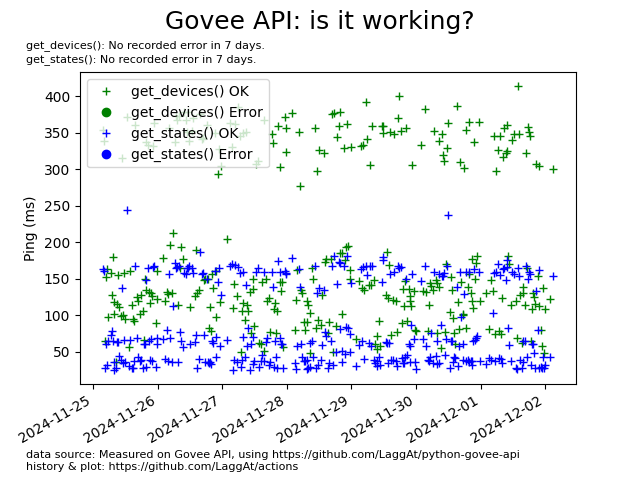 Govee API: is it working?
get_devices(): No recorded error in 7 days.
get_states(): No recorded error in 7 days.
get_devices() OK
get_devices() Error
get_states() OK
get_states() Error
Ping (ms)
400
350
300
250
200
150
100
50
2024-11-25
2024-11-26
2024-11-27
2024-11-28
2024-11-29
2024-11-30
2024-12-01
2024-12-02
data source: Measured on Govee API, using https://github.com/LaggAt/python-govee-api
history & plot: https://github.com/LaggAt/actions